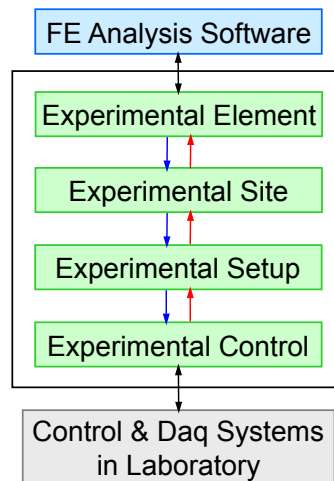 FE Analysis Software
Experimental Element
Experimental Site
Experimental Setup
Experimental Control
Control & Daq Systems
in Laboratory